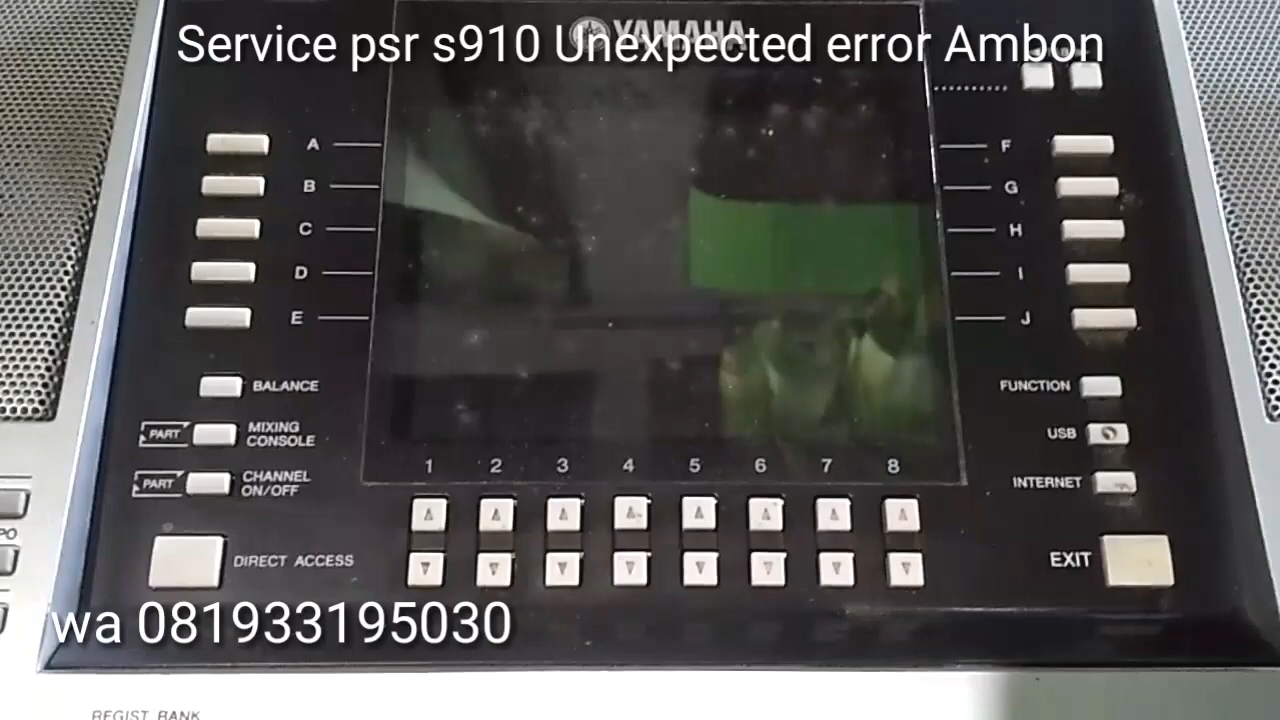 YAMAHA
Service psr s910 Unexpected error Ambon
A
F
B
G
C
H
D
I
E
J
BALANCE
FUNCTION
PART
MIXING
CONSOLE
USB
PART
CHANNEL
ON/OFF
INTERNET
1 2 3 4 5 6 7 8
DIRECT ACCESS
EXIT
wa 081933195030
REGIST BANK